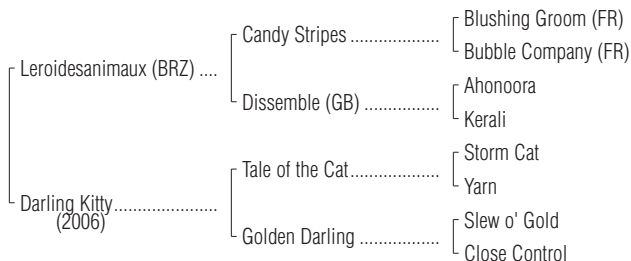 Blushing Groom (FR)
Candy Stripes ..................
Bubble Company (FR)
Leroidesanimaux (BRZ) ....
Ahonoora
Dissemble (GB) ...............
Kerali
Storm Cat
Tale of the Cat...................
Yarn
Darling Kitty.....................
(2006)
Slew o' Gold
Golden Darling ................
Close Control